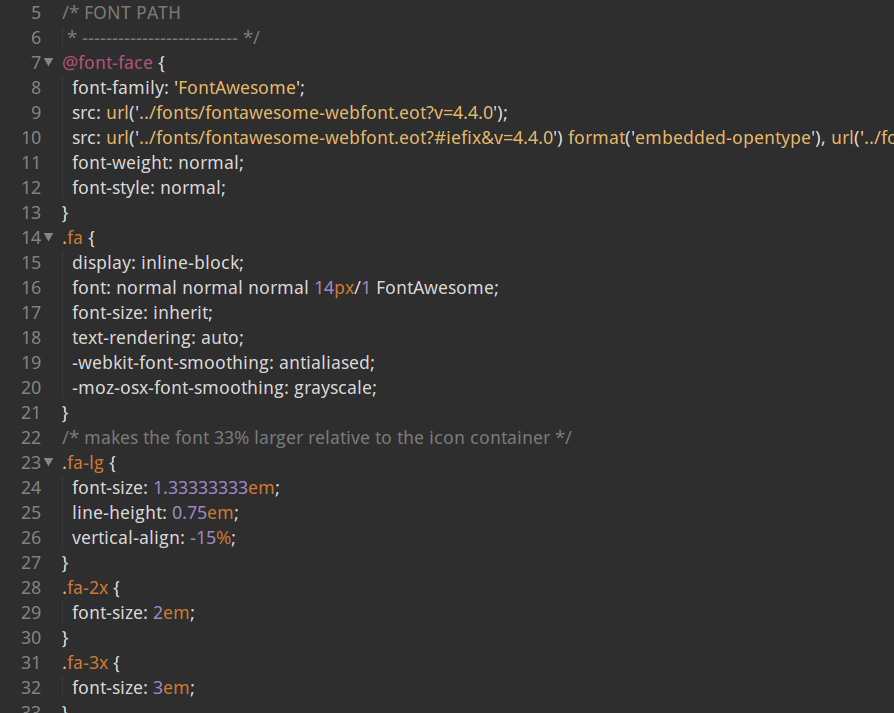 5 /* FONT PATH
6 * -------------------------- */
7 @font-face {
8 font-family: 'FontAwesome';
9 src: url('../fonts/fontawesome-webfont.eot?v=4.4.0');
10 src: url('../fonts/fontawesome-webfont.eot?#iefix&v=4.4.0') format('embedded-opentype'), url('../fo
11 font-weight: normal;
12 font-style: normal;
13 }
14 .fa {
15 display: inline-block;
16 font: normal normal normal 14px/1 FontAwesome;
17 font-size: inherit;
18 text-rendering: auto;
19 -webkit-font-smoothing: antialiased;
20 -moz-osx-font-smoothing: grayscale;
21 }
22 /* makes the font 33% larger relative to the icon container */
23 .fa-lg {
24 font-size: 1.33333333em;
25 line-height: 0.75em;
26 vertical-align: -15%;
27 }
28 .fa-2x {
29 font-size: 2em;
30 }
31 .fa-3x {
32 font-size: 3em;
33 }